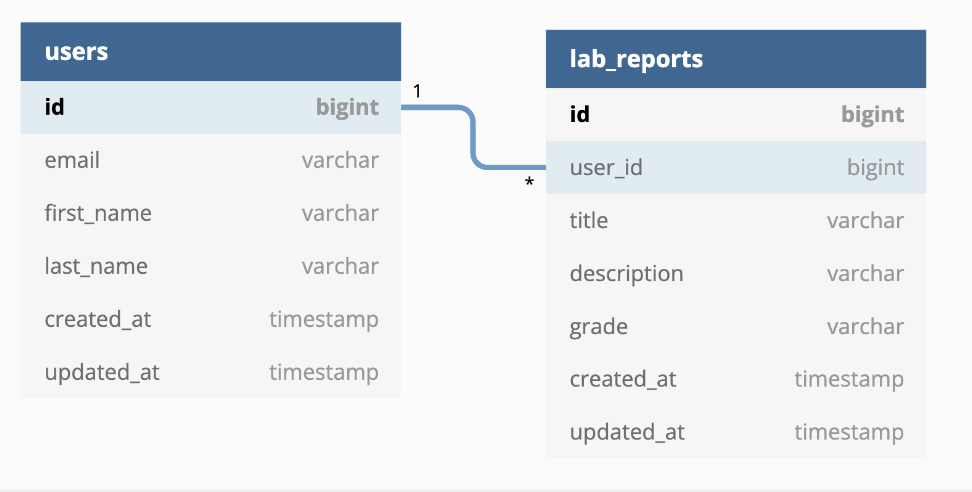 users
id bigint
email varchar
first_name varchar
last_name varchar
created_at timestamp
updated_at timestamp
1
*
lab_reports
id bigint
user_id bigint
title varchar
description varchar
grade varchar
created_at timestamp
updated_at timestamp